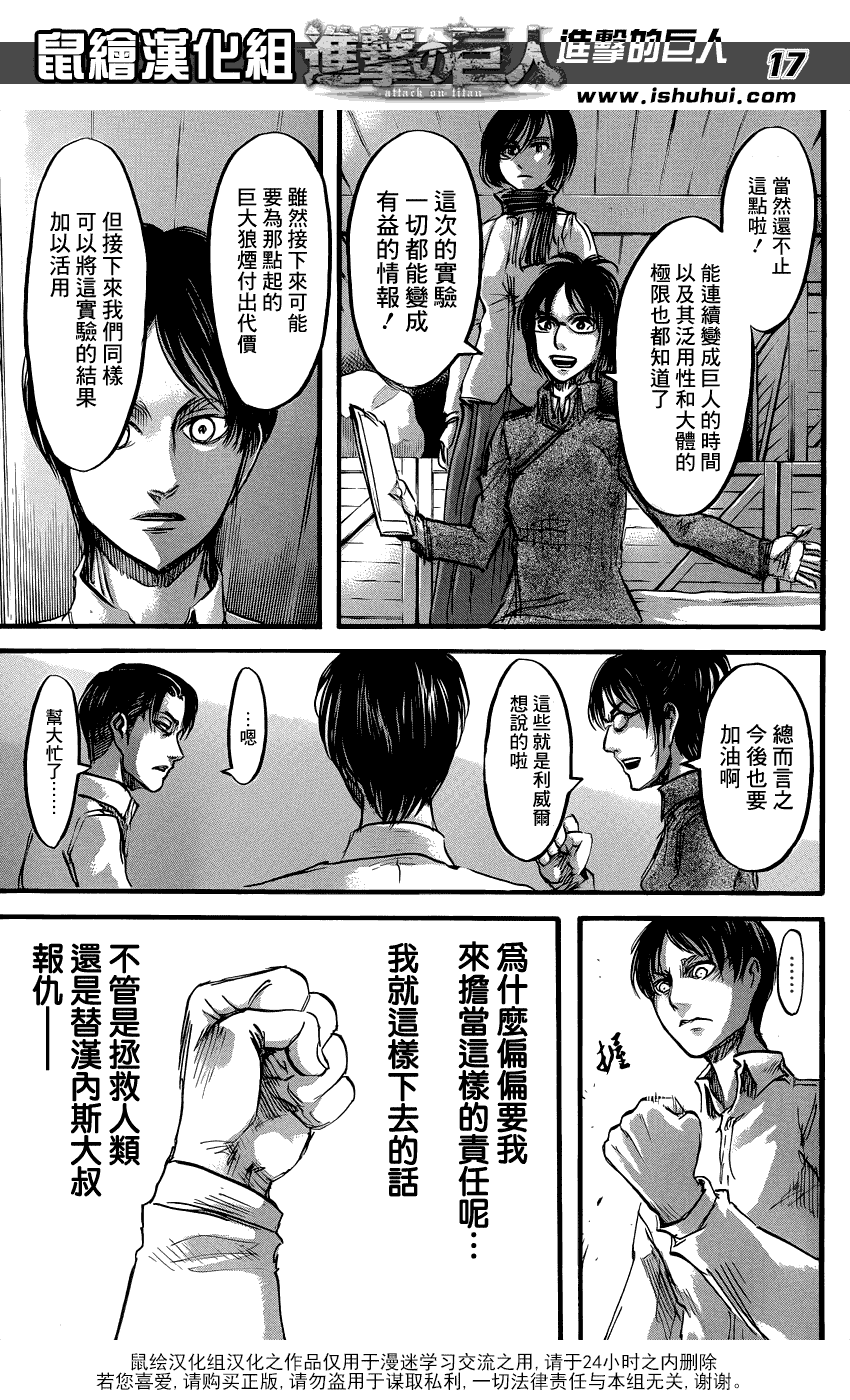 鼠繪漢化組
進撃の巨人
attack on titan
進擊的巨人
17
www.ishuhui.com
當然還不止
這點啦！
能連續變成巨人的時間
以及其泛用性和大體的
極限也都知道了
這次的實驗
一切都能變成
有益的情報！
雖然接下來可能
要為那點起的
巨大狼煙付出代價
但接下來我們同樣
可以將這實驗的結果
加以活用
總而言之
今後也要
加油啊
這些就是利威爾
想說的啦
…嗯
幫大忙了……
……
握
為什麼偏偏要我
來擔當這樣的責任呢…
我就這樣下去的話
不管是拯救人類
還是替漢內斯大叔
報仇——
鼠绘汉化组汉化之作品仅用于漫迷学习交流之用,请于24小时之内删除
若您喜爱,请购买正版,请勿盗用于谋取私利,一切法律责任与本组无关,谢谢.